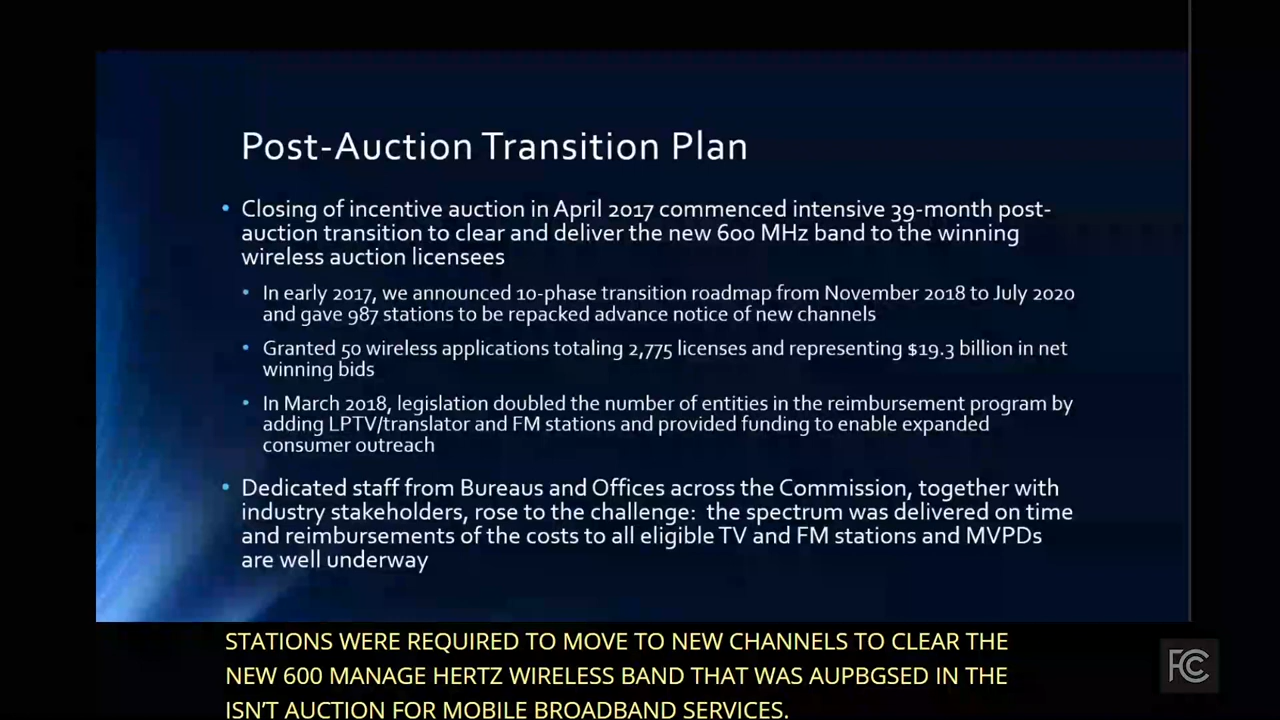 Post-Auction Transition Plan
• Closing of incentive auction in April 2017 commenced intensive 39-month post-
auction transition to clear and deliver the new 600 MHz band to the winning
wireless auction licensees
• In early 2017, we announced 10-phase transition roadmap from November 2018 to July 2020
and gave 987 stations to be repacked advance notice of new channels
• Granted 50 wireless applications totaling 2,775 licenses and representing $19.3 billion in net
winning bids
• In March 2018, legislation doubled the number of entities in the reimbursement program by
adding LPTV/translator and FM stations and provided funding to enable expanded
consumer outreach
• Dedicated staff from Bureaus and Offices across the Commission, together with
industry stakeholders, rose to the challenge: the spectrum was delivered on time
and reimbursements of the costs to all eligible TV and FM stations and MVPDs
are well underway
STATIONS WERE REQUIRED TO MOVE TO NEW CHANNELS TO CLEAR THE
NEW 600 MANAGE HERTZ WIRELESS BAND THAT WAS AUPBGSED IN THE
ISN'T AUCTION FOR MOBILE BROADBAND SERVICES.
FCC